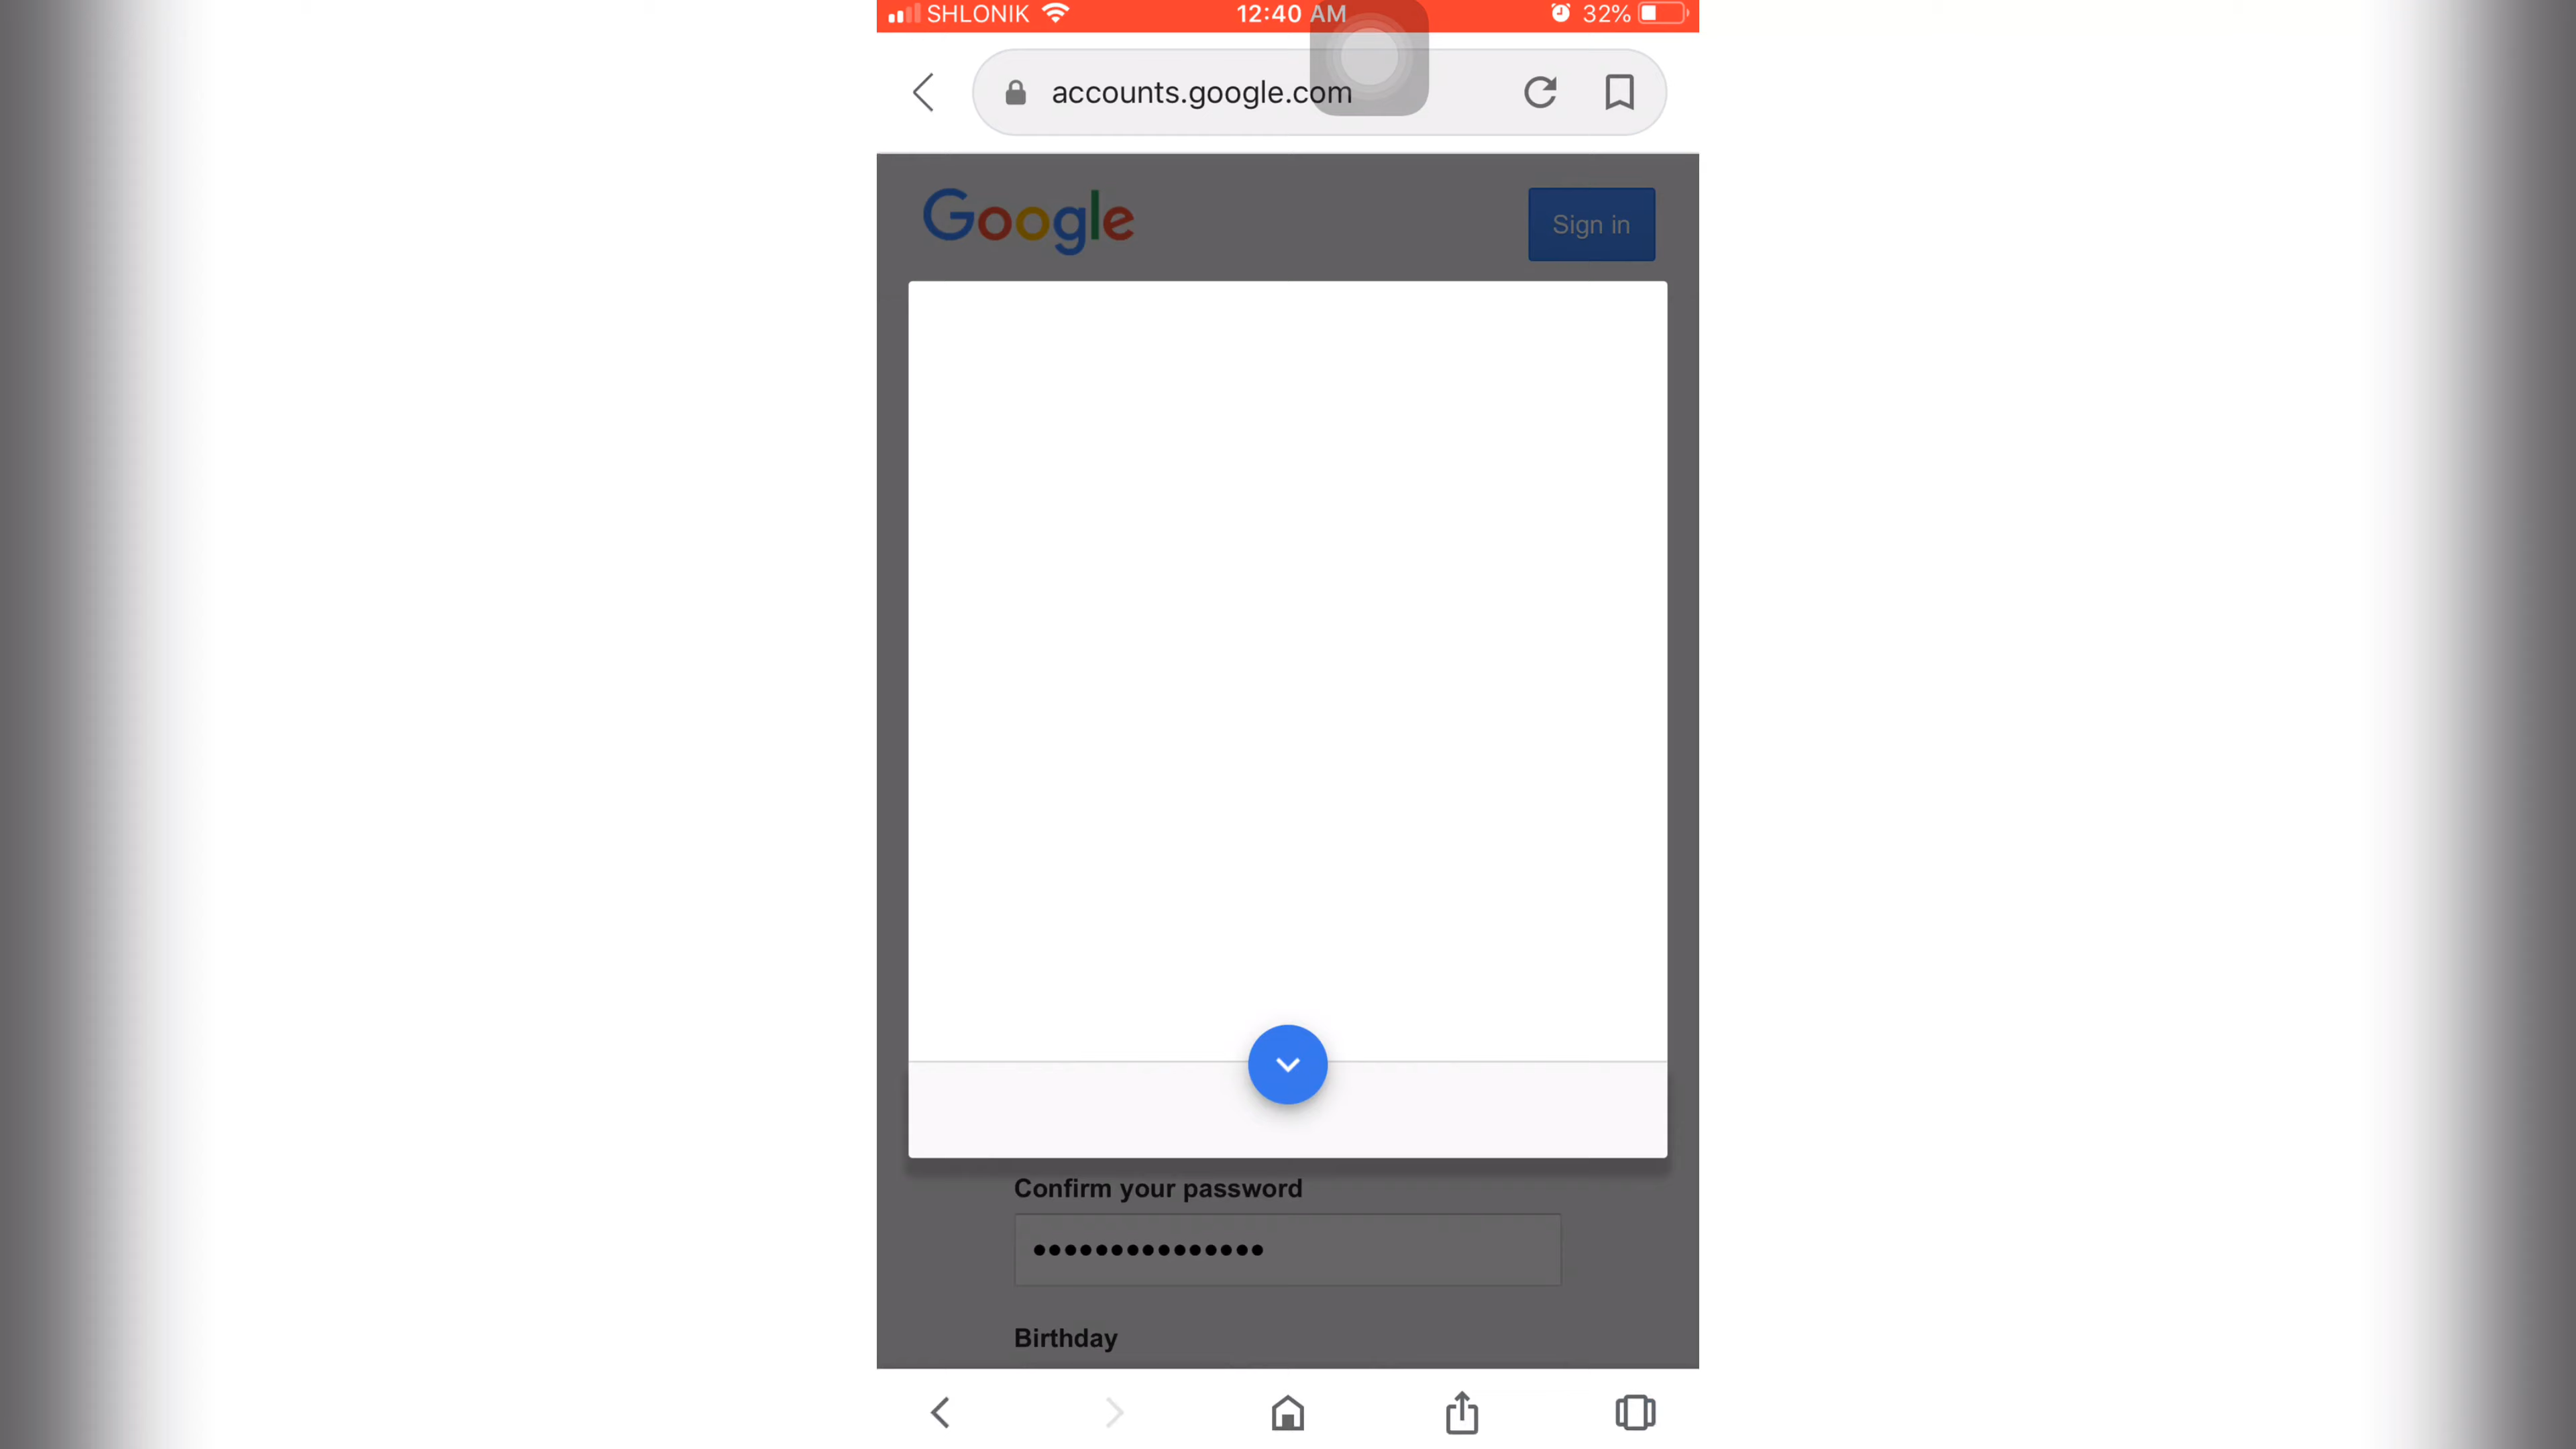 SHLONIK 12:40 AM 32%
accounts.google.com
Google Sign in
Confirm your password
•••••••••••••••
Birthday